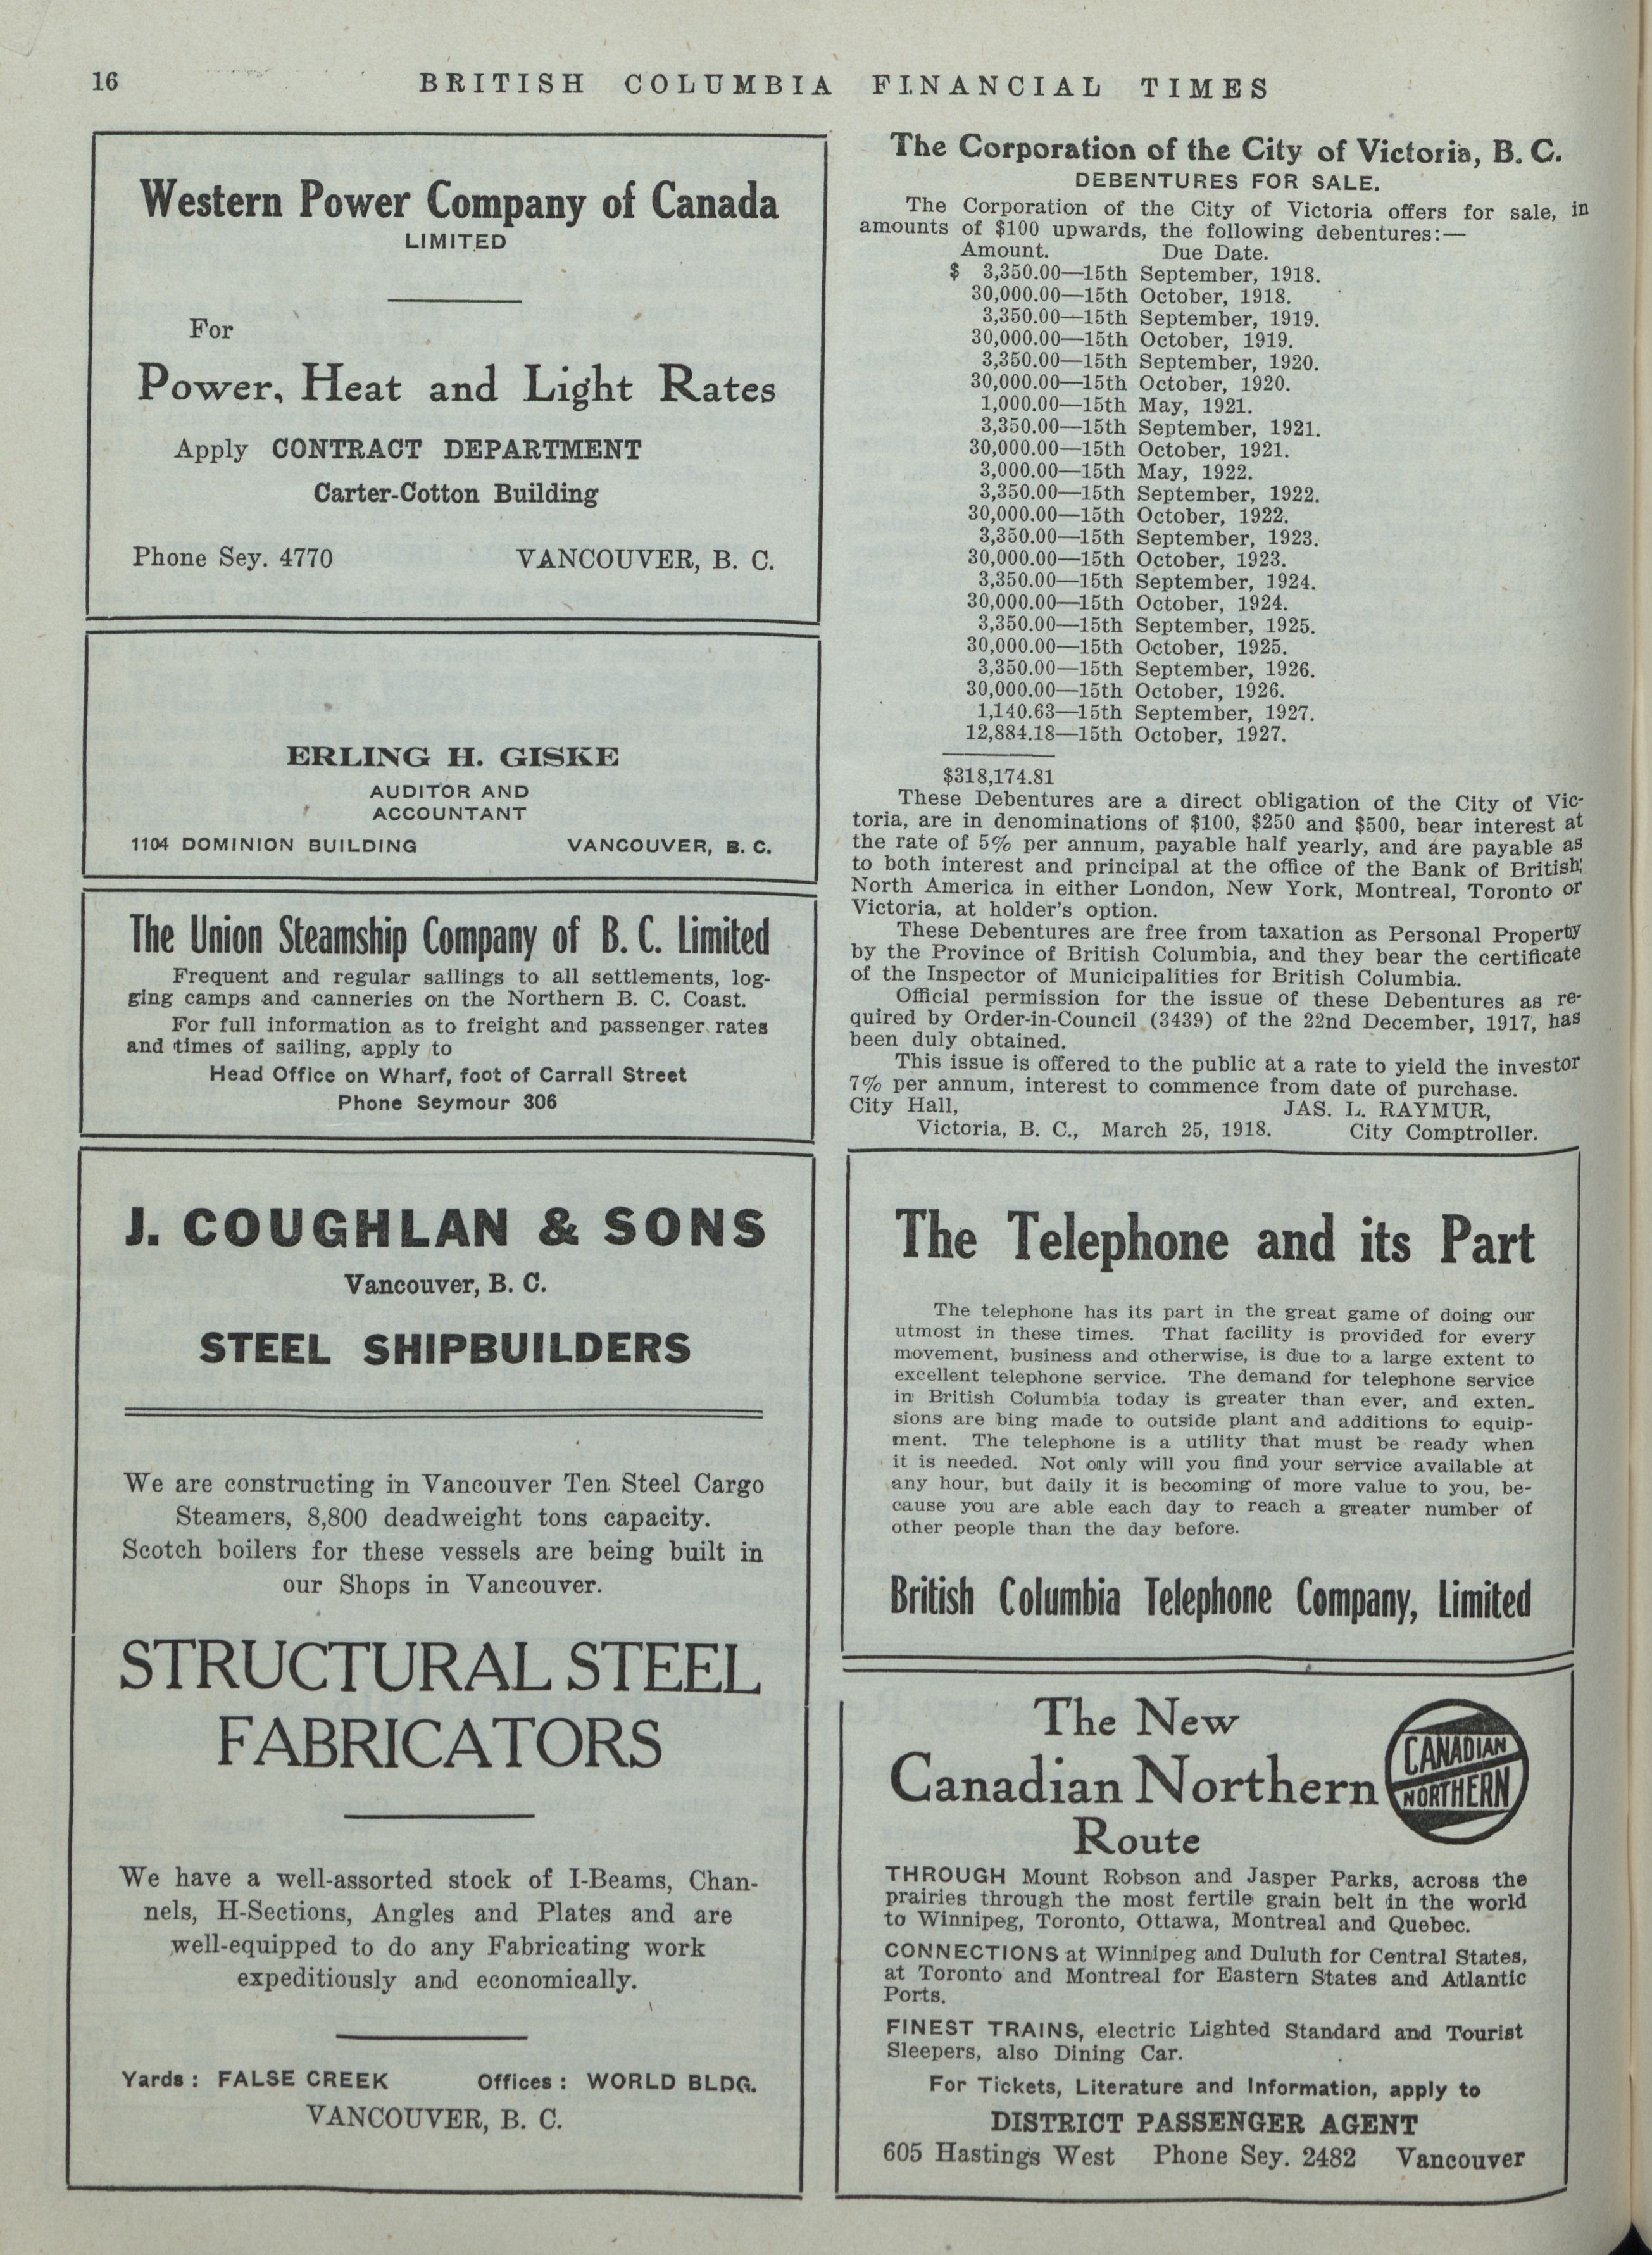 16
BRITISH COLUMBIA FINANCIAL TIMES
Western Power Company of Canada
LIMITED
For
Power, Heat and Light Rates
Apply CONTRACT DEPARTMENT
Carter-Cotton Building
Phone Sey. 4770 VANCOUVER, B. C.
ERLING H. GISKE
AUDITOR AND
ACCOUNTANT
1104 DOMINION BUILDING VANCOUVER, B. C.
The Union Steamship Company of B. C. Limited
Frequent and regular sailings to all settlements, log-
ging camps and canneries on the Northern B. C. Coast.
For full information as to freight and passenger rates
and times of sailing, apply to
Head Office on Wharf, foot of Carrall Street
Phone Seymour 306
J. COUGHLAN & SONS
Vancouver, B. C.
STEEL SHIPBUILDERS
We are constructing in Vancouver Ten Steel Cargo
Steamers, 8,800 deadweight tons capacity.
Scotch boilers for these vessels are being built in
our Shops in Vancouver.
STRUCTURAL STEEL
FABRICATORS
We have a well-assorted stock of I-Beams, Chan-
nels, H-Sections, Angles and Plates and are
well-equipped to do any Fabricating work
expeditiously and economically.
Yards : FALSE CREEK Offices : WORLD BLDG.
VANCOUVER, B. C.
The Corporation of the City of Victoria, B. C.
DEBENTURES FOR SALE.
The Corporation of the City of Victoria offers for sale, in
amounts of $100 upwards, the following debentures:—
Amount. Due Date.
$ 3,350.00—15th September, 1918.
30,000.00—15th October, 1918.
3,350.00—15th September, 1919.
30,000.00—15th October, 1919.
3,350.00—15th September, 1920.
30,000.00—15th October, 1920.
1,000.00—15th May, 1921.
3,350.00—15th September, 1921.
30,000.00—15th October, 1921.
3,000.00—15th May, 1922.
3,350.00—15th September, 1922.
30,000.00—15th October, 1922.
3,350.00—15th September, 1923.
30,000.00—15th October, 1923.
3,350.00—15th September, 1924.
30,000.00—15th October, 1924.
3,350.00—15th September, 1925.
30,000.00—15th October, 1925.
3,350.00—15th September, 1926.
30,000.00—15th October, 1926.
1,140.63—15th September, 1927.
12,884.18—15th October, 1927.
$318,174.81
These Debentures are a direct obligation of the City of Vic-
toria, are in denominations of $100, $250 and $500, bear interest at
the rate of 5% per annum, payable half yearly, and are payable as
to both interest and principal at the office of the Bank of British
North America in either London, New York, Montreal, Toronto or
Victoria, at holder's option.
These Debentures are free from taxation as Personal Property
by the Province of British Columbia, and they bear the certificate
of the Inspector of Municipalities for British Columbia.
Official permission for the issue of these Debentures as re-
quired by Order-in-Council (3439) of the 22nd December, 1917, has
been duly obtained.
This issue is offered to the public at a rate to yield the investor
7% per annum, interest to commence from date of purchase.
City Hall, JAS. L. RAYMUR,
Victoria, B. C., March 25, 1918. City Comptroller.
The Telephone and its Part
The telephone has its part in the great game of doing our
utmost in these times. That facility is provided for every
movement, business and otherwise, is due to a large extent to
excellent telephone service. The demand for telephone service
in British Columbia today is greater than ever, and exten-
sions are bing made to outside plant and additions to equip-
ment. The telephone is a utility that must be ready when
it is needed. Not only will you find your service available at
any hour, but daily it is becoming of more value to you, be-
cause you are able each day to reach a greater number of
other people than the day before.
British Columbia Telephone Company, Limited
The New
Canadian Northern
Route
CANADIAN
NORTHERN
THROUGH Mount Robson and Jasper Parks, across the
prairies through the most fertile grain belt in the world
to Winnipeg, Toronto, Ottawa, Montreal and Quebec.
CONNECTIONS at Winnipeg and Duluth for Central States,
at Toronto and Montreal for Eastern States and Atlantic
Ports.
FINEST TRAINS, electric Lighted Standard and Tourist
Sleepers, also Dining Car.
For Tickets, Literature and Information, apply to
DISTRICT PASSENGER AGENT
605 Hastings West Phone Sey. 2482 Vancouver